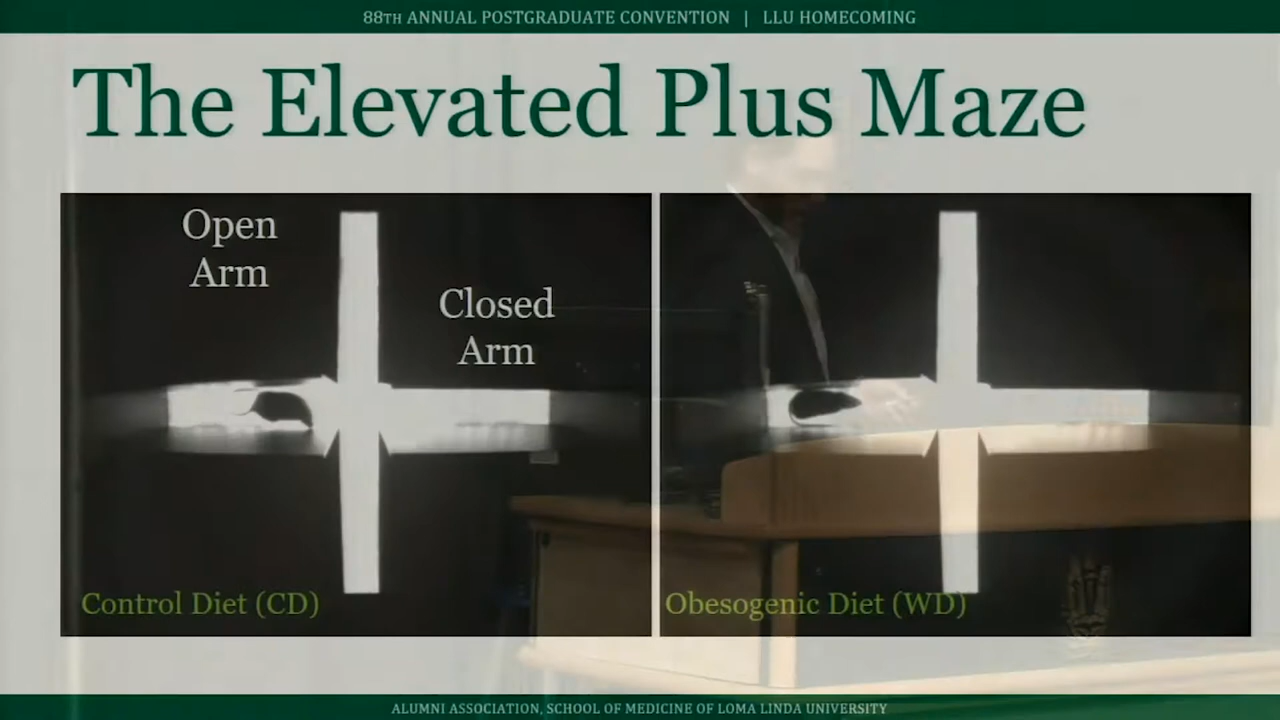 88TH ANNUAL POSTGRADUATE CONVENTION | LLU HOMECOMING
The Elevated Plus Maze
Open
Arm
Closed
Arm
Control Diet (CD)
Obesogenic Diet (WD)
ALUMNI ASSOCIATION, SCHOOL OF MEDICINE OF LOMA LINDA UNIVERSITY